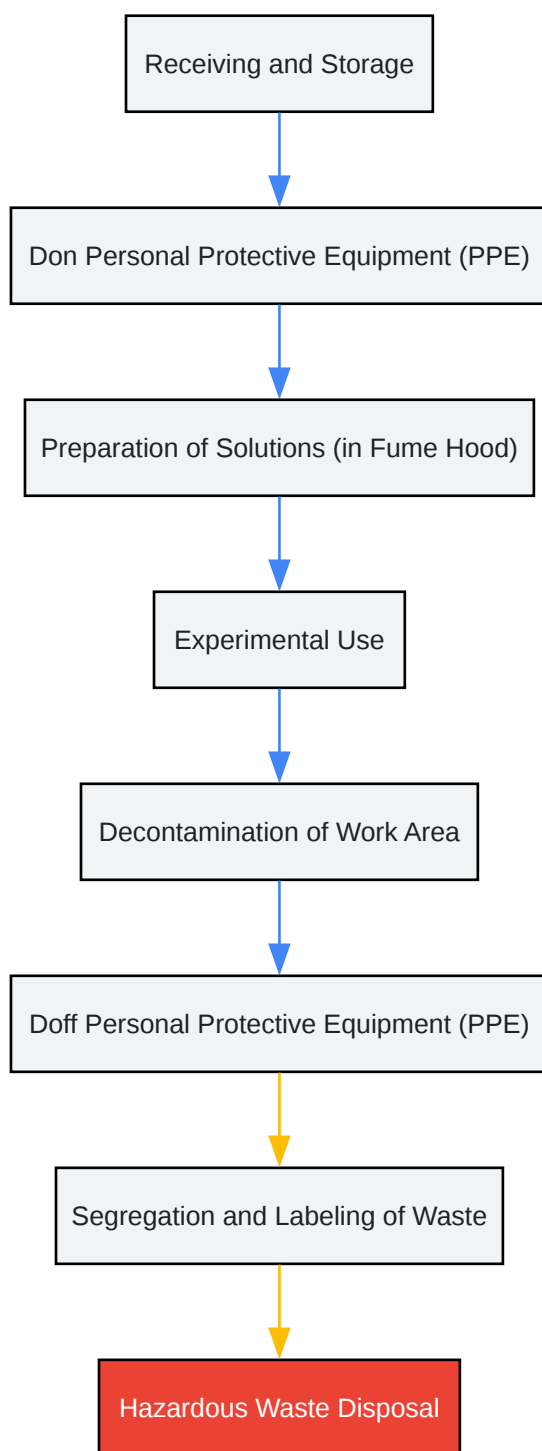 Receiving and Storage
Don Personal Protective Equipment (PPE)
Preparation of Solutions (in Fume Hood)
Experimental Use
Decontamination of Work Area
Doff Personal Protective Equipment (PPE)
Segregation and Labeling of Waste
Hazardous Waste Disposal